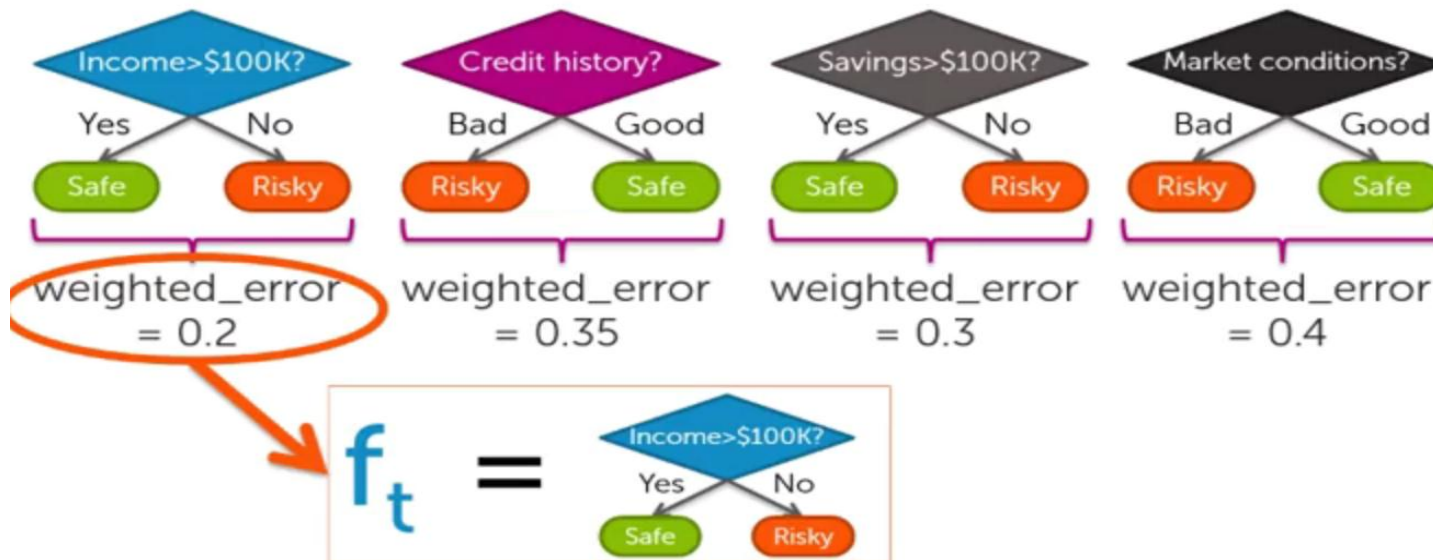 Income>$100K?
Credit history?
Savings>$100K?
Market conditions?
Yes No
Bad Good
Yes No
Bad Good
Safe Risky
Risky Safe
Safe Risky
Risky Safe
weighted_error
= 0.2
weighted_error
= 0.35
weighted_error
= 0.3
weighted_error
= 0.4
ft =
Income>$100K?
Yes No
Safe Risky